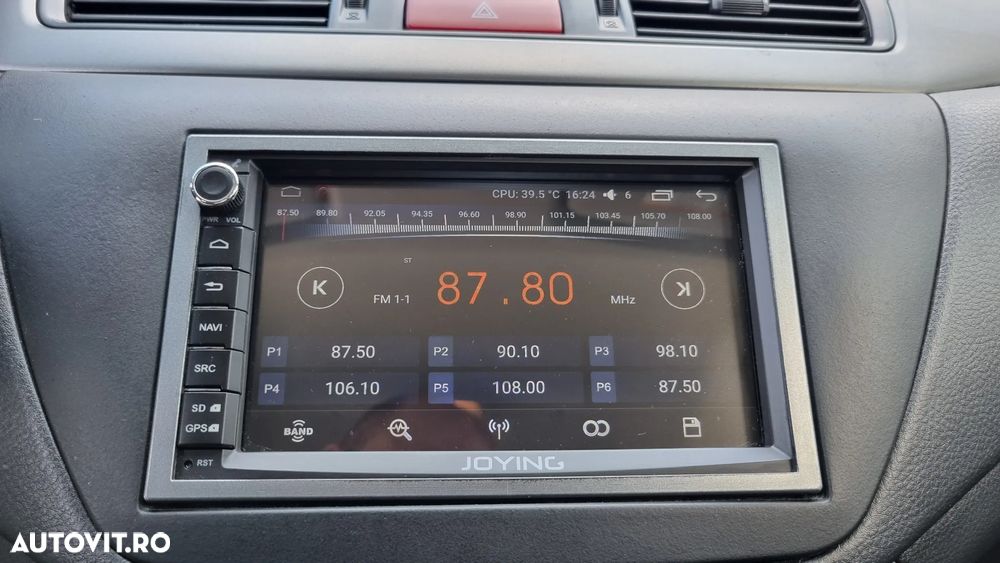 CPU: 39.5 °C 16:24 6
87.50 89.80 92.05 94.35 96.60 98.90 101.15 103.45 105.70 108.00
PWR VOL
ST
FM 1-1 87.80 MHz
NAVI
P1 87.50 P2 90.10 P3 98.10
SRC
P4 106.10 P5 108.00 P6 87.50
SD
GPS
BAND
RST
JOYING
AUTOVIT.RO